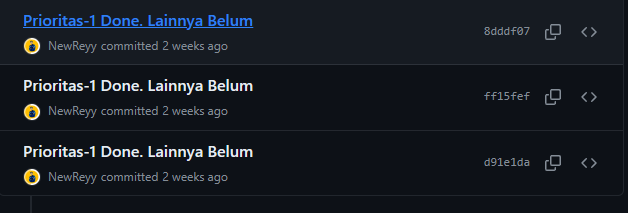 Prioritas-1 Done. Lainnya Belum
8dddf07
NewReyy committed 2 weeks ago
Prioritas-1 Done. Lainnya Belum
ff15fef
NewReyy committed 2 weeks ago
Prioritas-1 Done. Lainnya Belum
d91e1da
NewReyy committed 2 weeks ago